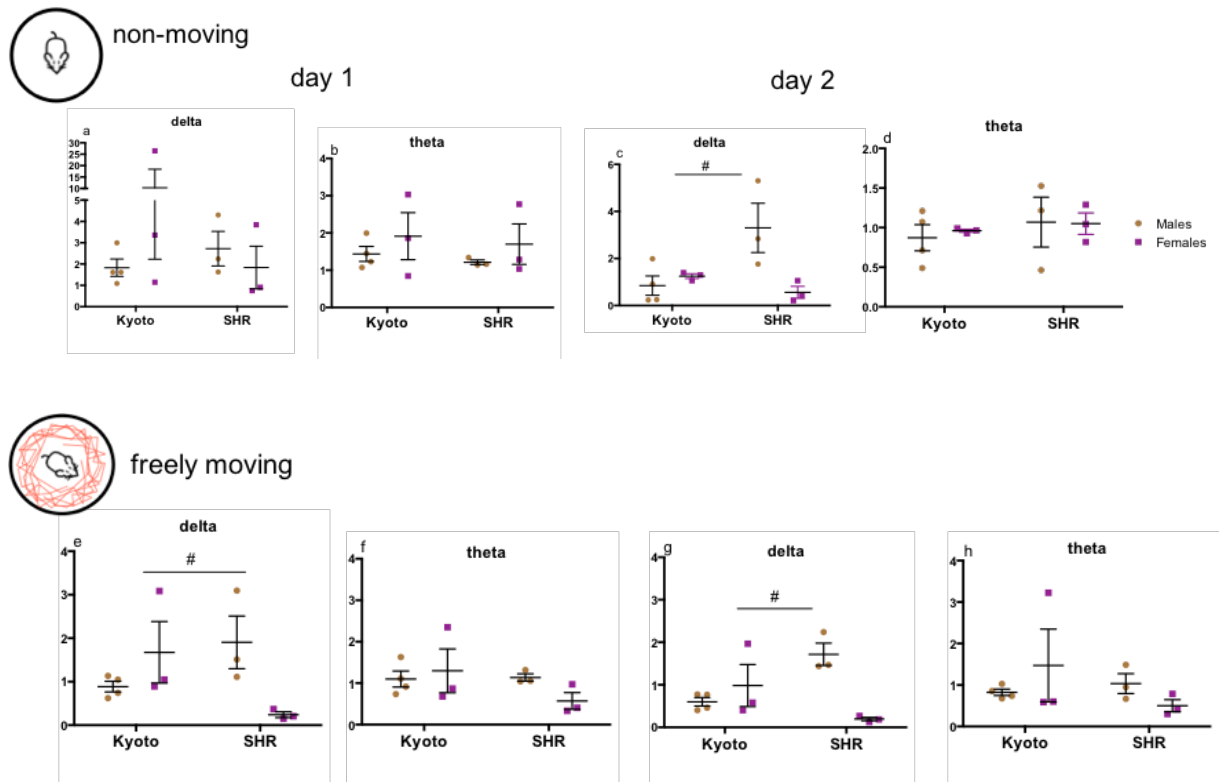 non-moving
day 1
day 2
a
delta
30
25
20
15
10
5
4
3
2
1
0
Kyoto
SHR
b
theta
4
3
2
1
0
Kyoto
SHR
c
delta
#
6
4
2
0
Kyoto
SHR
d
theta
2.0
1.5
1.0
0.5
0.0
Kyoto
SHR
Males
Females
freely moving
e
delta
#
4
3
2
1
0
Kyoto
SHR
f
theta
4
3
2
1
0
Kyoto
SHR
g
delta
#
4
3
2
1
0
Kyoto
SHR
h
theta
4
3
2
1
0
Kyoto
SHR